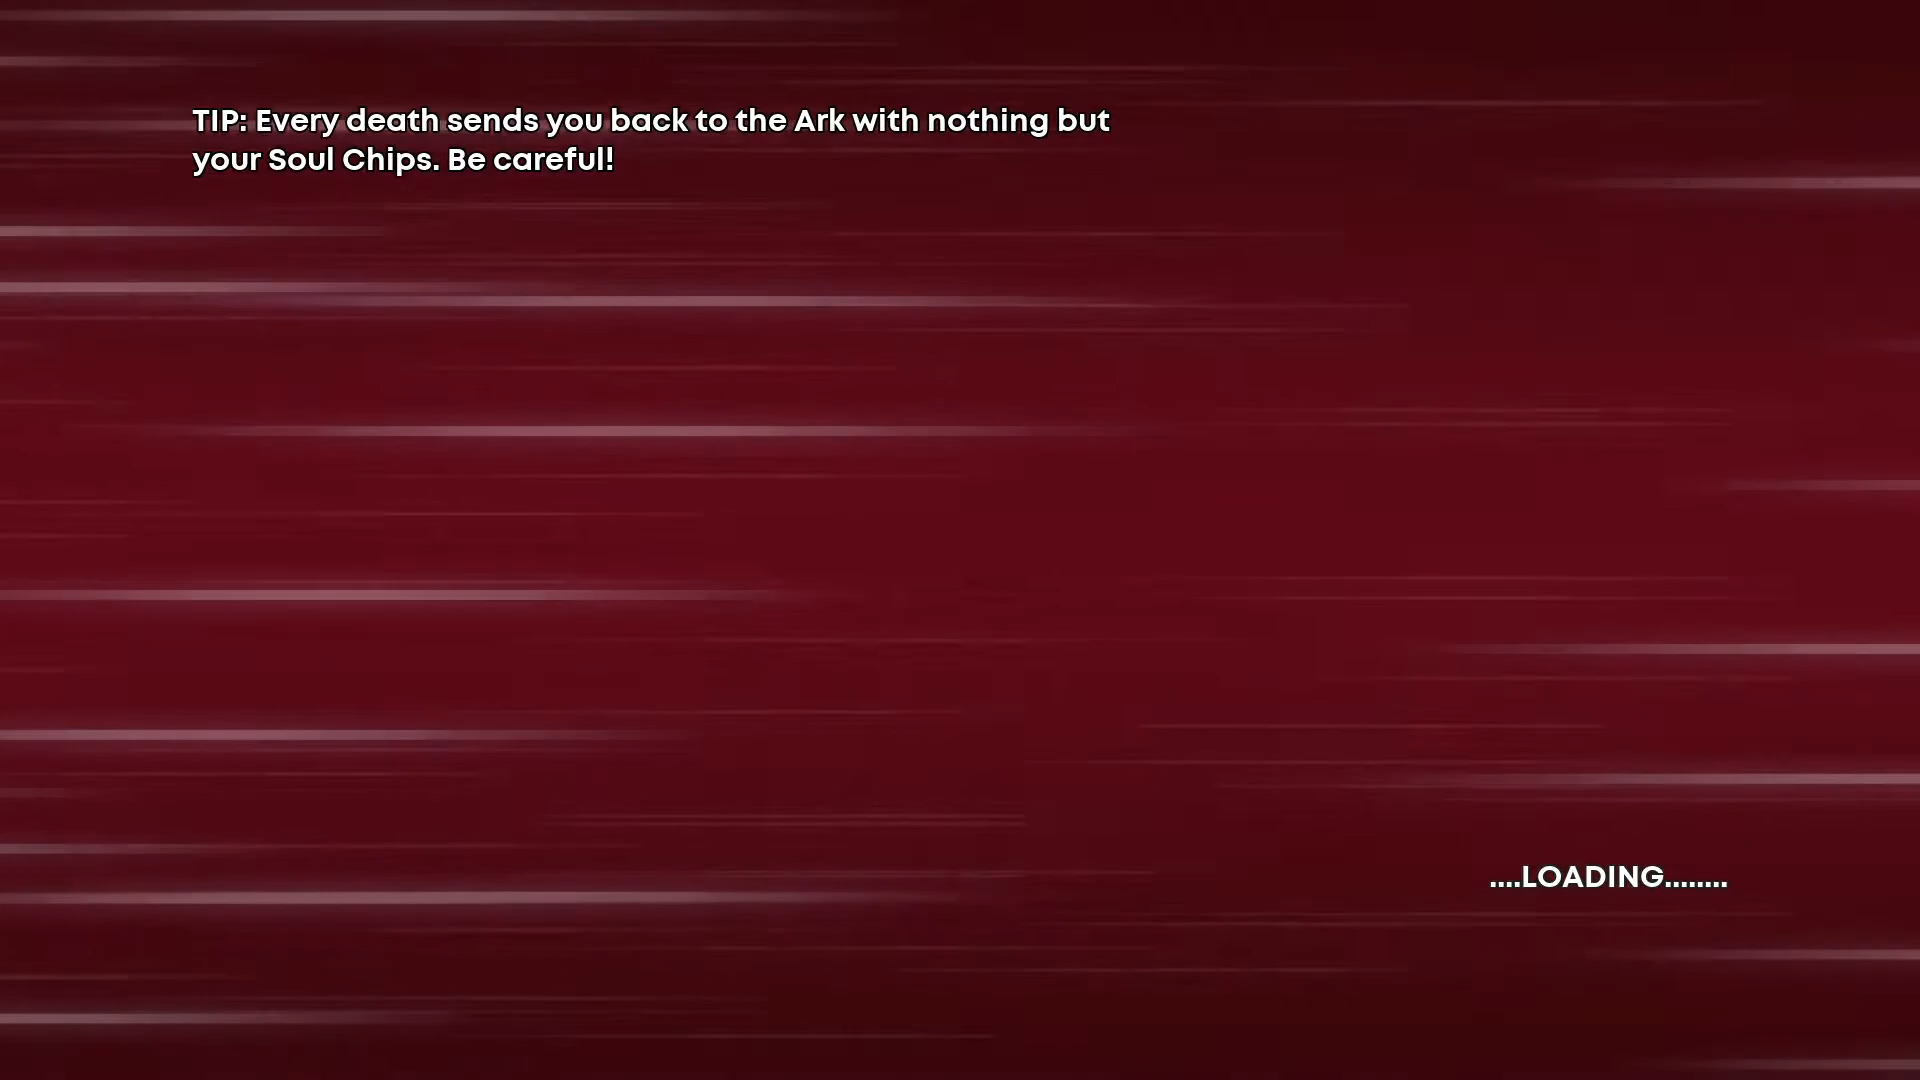 TIP: Every death sends you back to the Ark with nothing but
your Soul Chips. Be careful!
....LOADING........